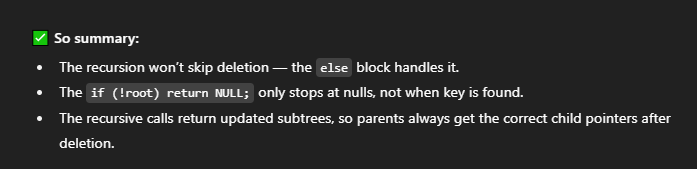 ✅ So summary:
• The recursion won't skip deletion — the else block handles it.
• The if (!root) return NULL; only stops at nulls, not when key is found.
• The recursive calls return updated subtrees, so parents always get the correct child pointers after
deletion.